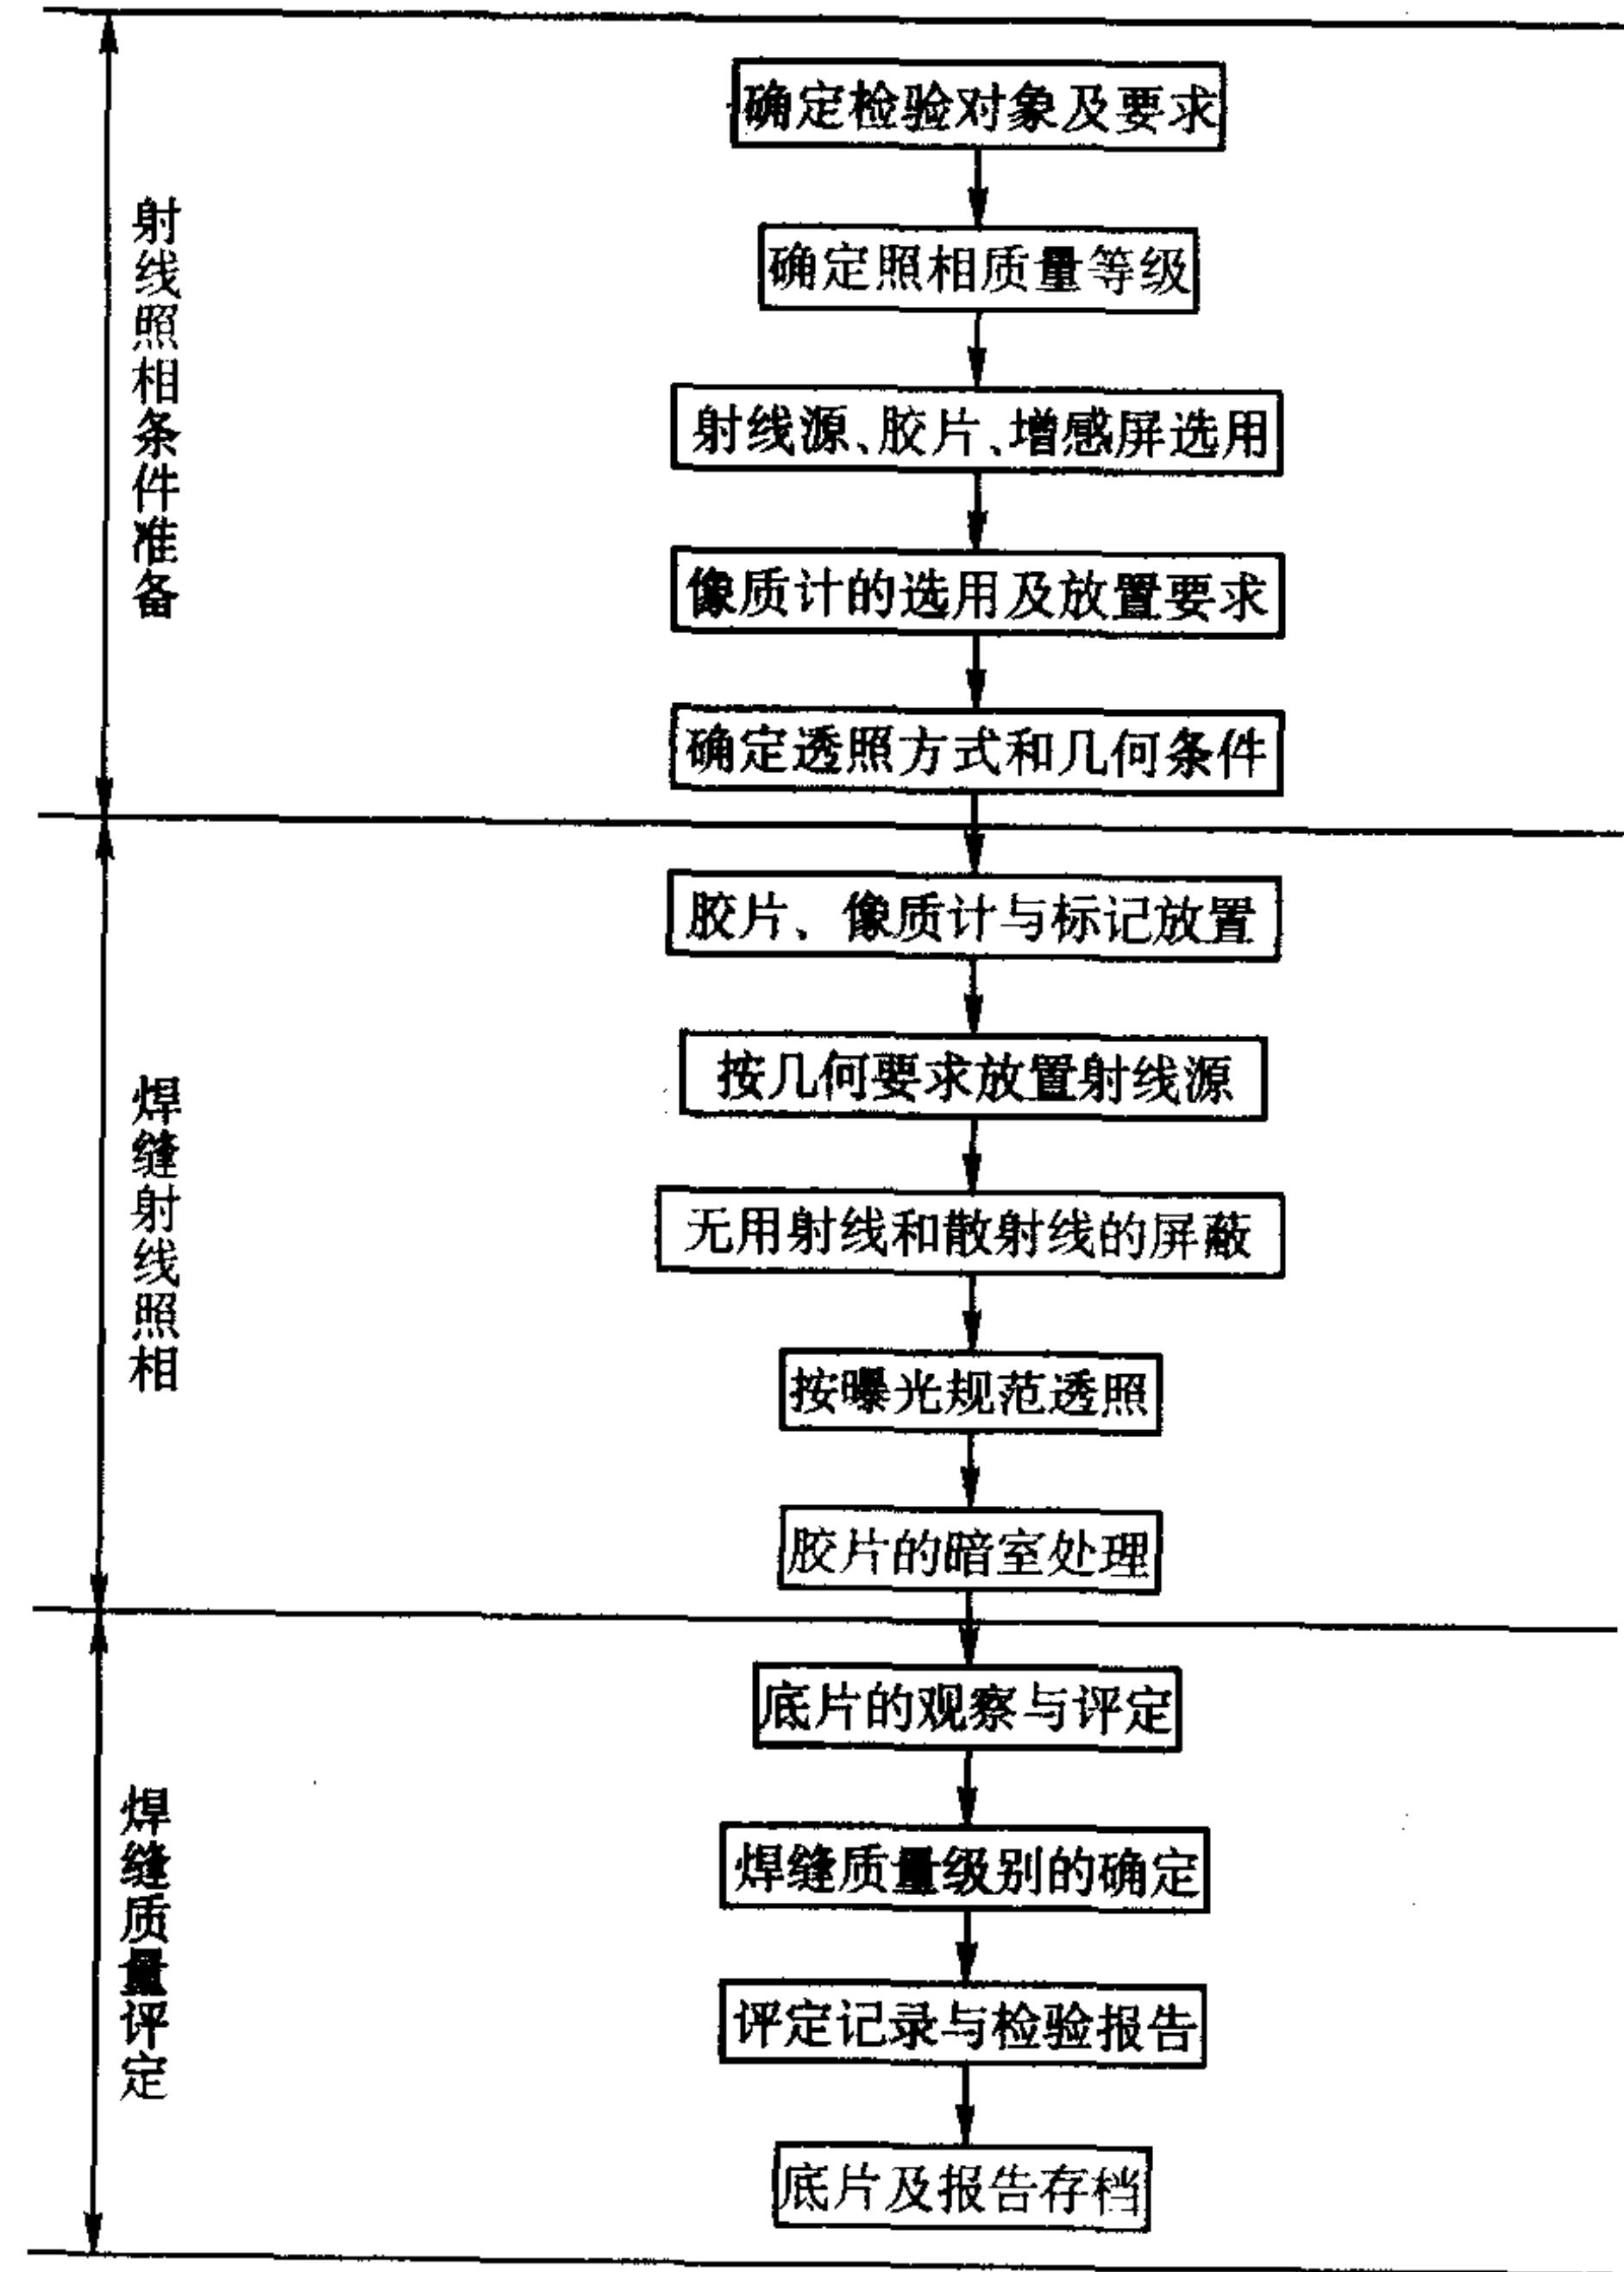 射线照相条件准备
确定检验对象及要求
确定照相质量等级
射线源、胶片、增感屏选用
像质计的选用及放置要求
确定透照方式和几何条件
焊缝射线照相
胶片、像质计与标记放置
按几何要求放置射线源
无用射线和散射线的屏蔽
按曝光规范透照
胶片的暗室处理
焊缝质量评定
底片的观察与评定
焊缝质量级别的确定
评定记录与检验报告
底片及报告存档